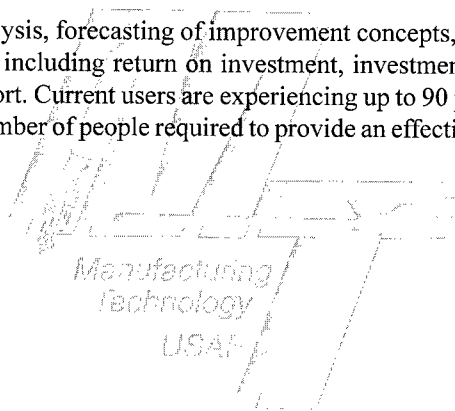 ysis, forecasting of improvement concepts,
including return on investment, investmen
ort. Current users are experiencing up to 90
mber of people required to provide an effecti
Manufacturing
Technology
USAF